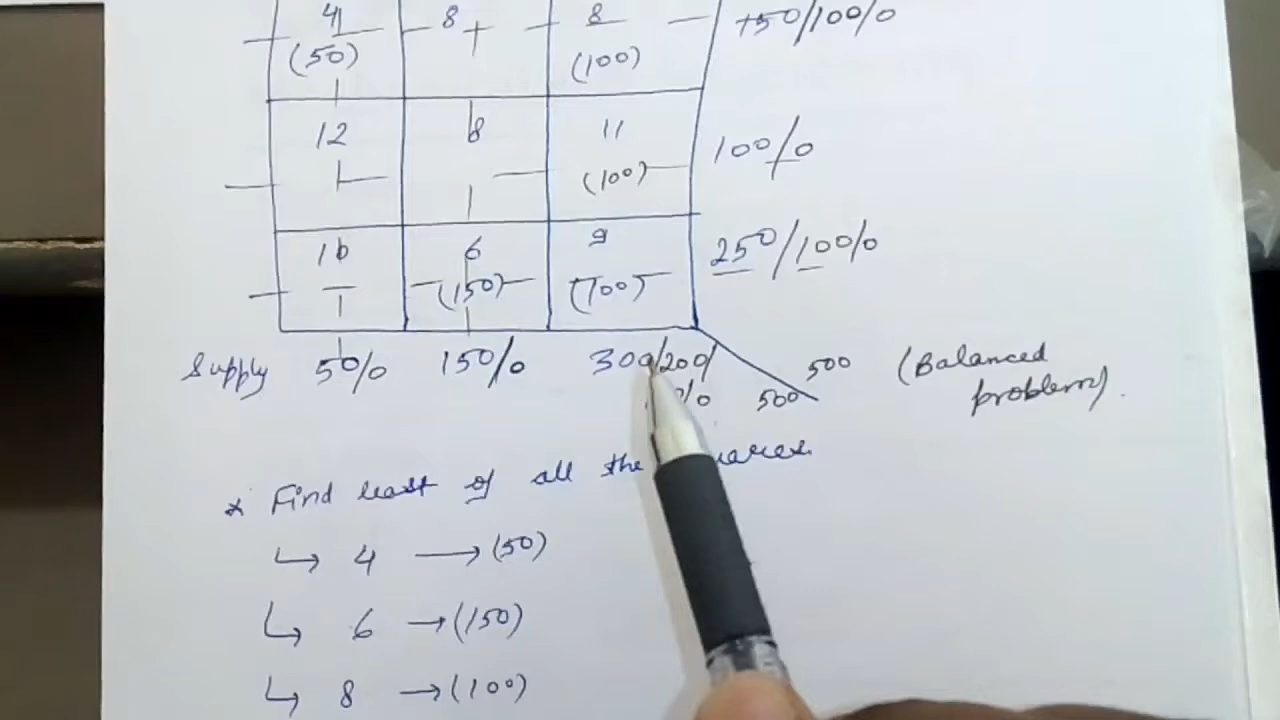 4 8 8 150/100/0
(50) (100)
12 8 11 100/0
(100)
16 6 9 250/100/0
(150) (100)
Supply 50/0 150/0 300/200/ 500 (Balanced
/0 500 problem).
* Find least of all the
↳ 4 → (50)
↳ 6 → (150)
↳ 8 → (100)